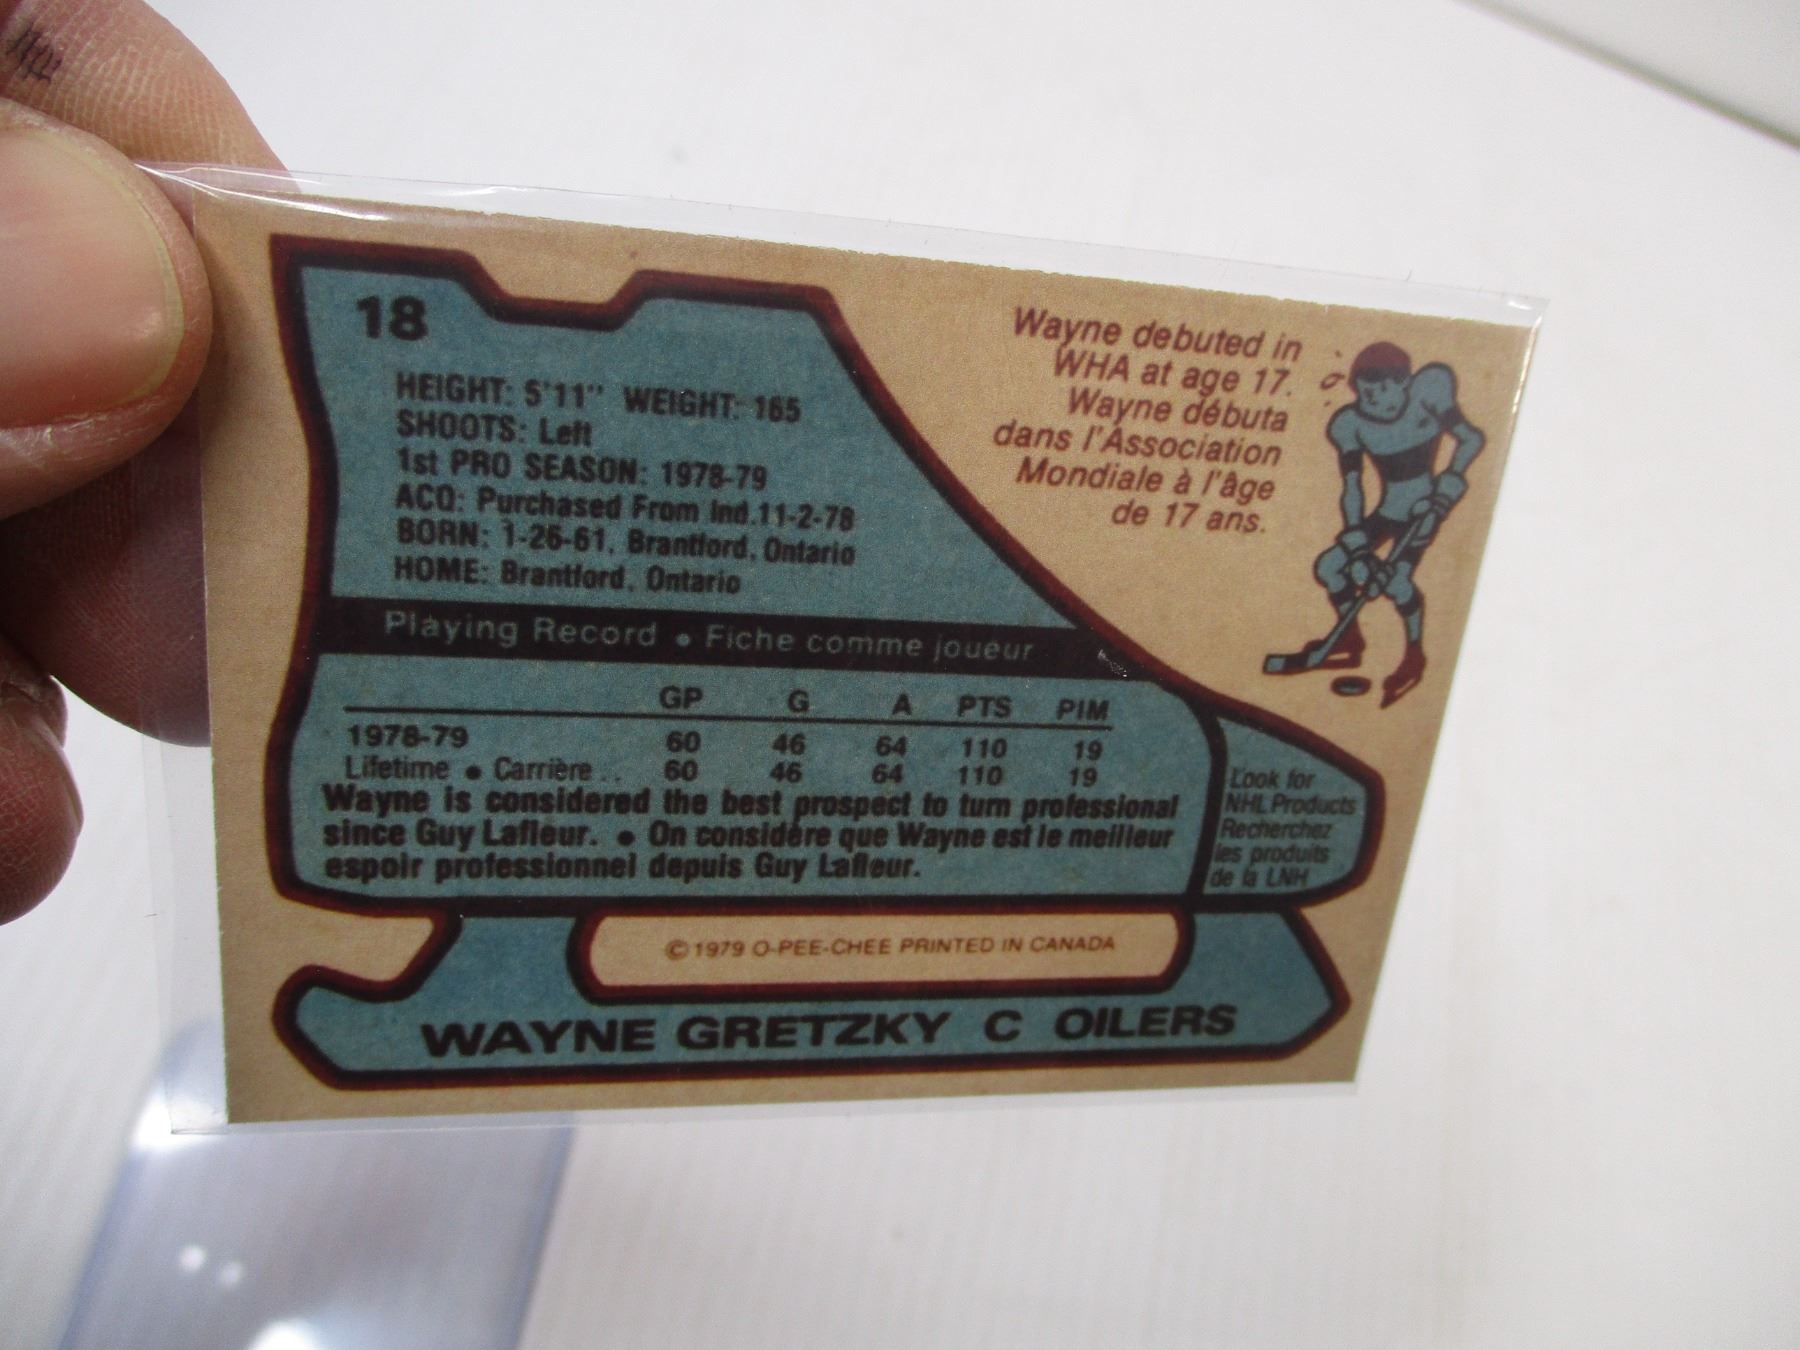 18
HEIGHT: 5'11" WEIGHT: 165
SHOOTS: Left
1st PRO SEASON: 1978-79
ACQ: Purchased From Ind.11-2-78
BORN: 1-26-61, Brantford, Ontario
HOME: Brantford, Ontario
Wayne debuted in
WHA at age 17.
Wayne débuta
dans l'Association
Mondiale à l'âge
de 17 ans.
Playing Record • Fiche comme joueur
GP G A PTS PIM
1978-79 60 46 64 110 19
Lifetime • Carrière .. 60 46 64 110 19
Wayne is considered the best prospect to turn professional
since Guy Lafleur. • On considère que Wayne est le meilleur
espoir professionnel depuis Guy Lafleur.
Look for
NHL Products
Recherchez
les produits
de la LNH
© 1979 O-PEE-CHEE PRINTED IN CANADA
WAYNE GRETZKY C OILERS